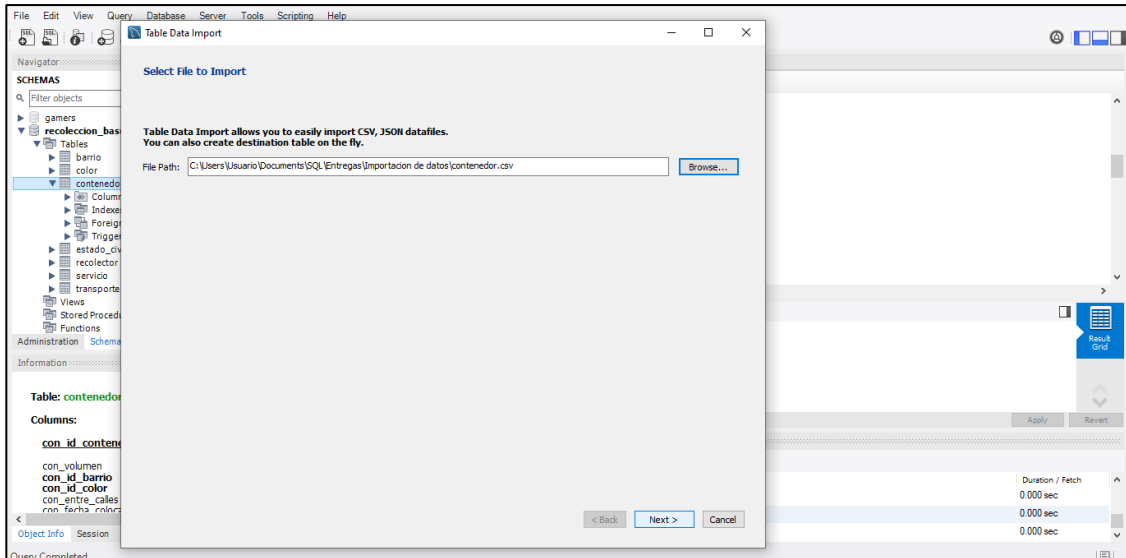 File Edit View Query Database Server Tools Scripting Help
Table Data Import
Navigator
SCHEMAS
Filter objects
gamers
recoleccion_bas
Tables
barrio
color
contenedo
Column
Indexe
Foreign
Trigge
estado_civ
recolector
servicio
transporte
Views
Stored Proced
Functions
Administration Schema
Information
Table: contenedor
Columns:
con_id_contene
con_volumen
con_id_barrio
con_id_color
con_entre_calles
con_fecha_coloca
Object Info Session
Query Completed
Select File to Import
Table Data Import allows you to easily import CSV, JSON datafiles.
You can also create destination table on the fly.
File Path: C:\Users\Usuario\Documents\SQL\Entregas\Importacion de datos\contenedor.csv Browse...
< Back Next > Cancel
Result
Grid
Apply Revert
Duration / Fetch
0.000 sec
0.000 sec
0.000 sec